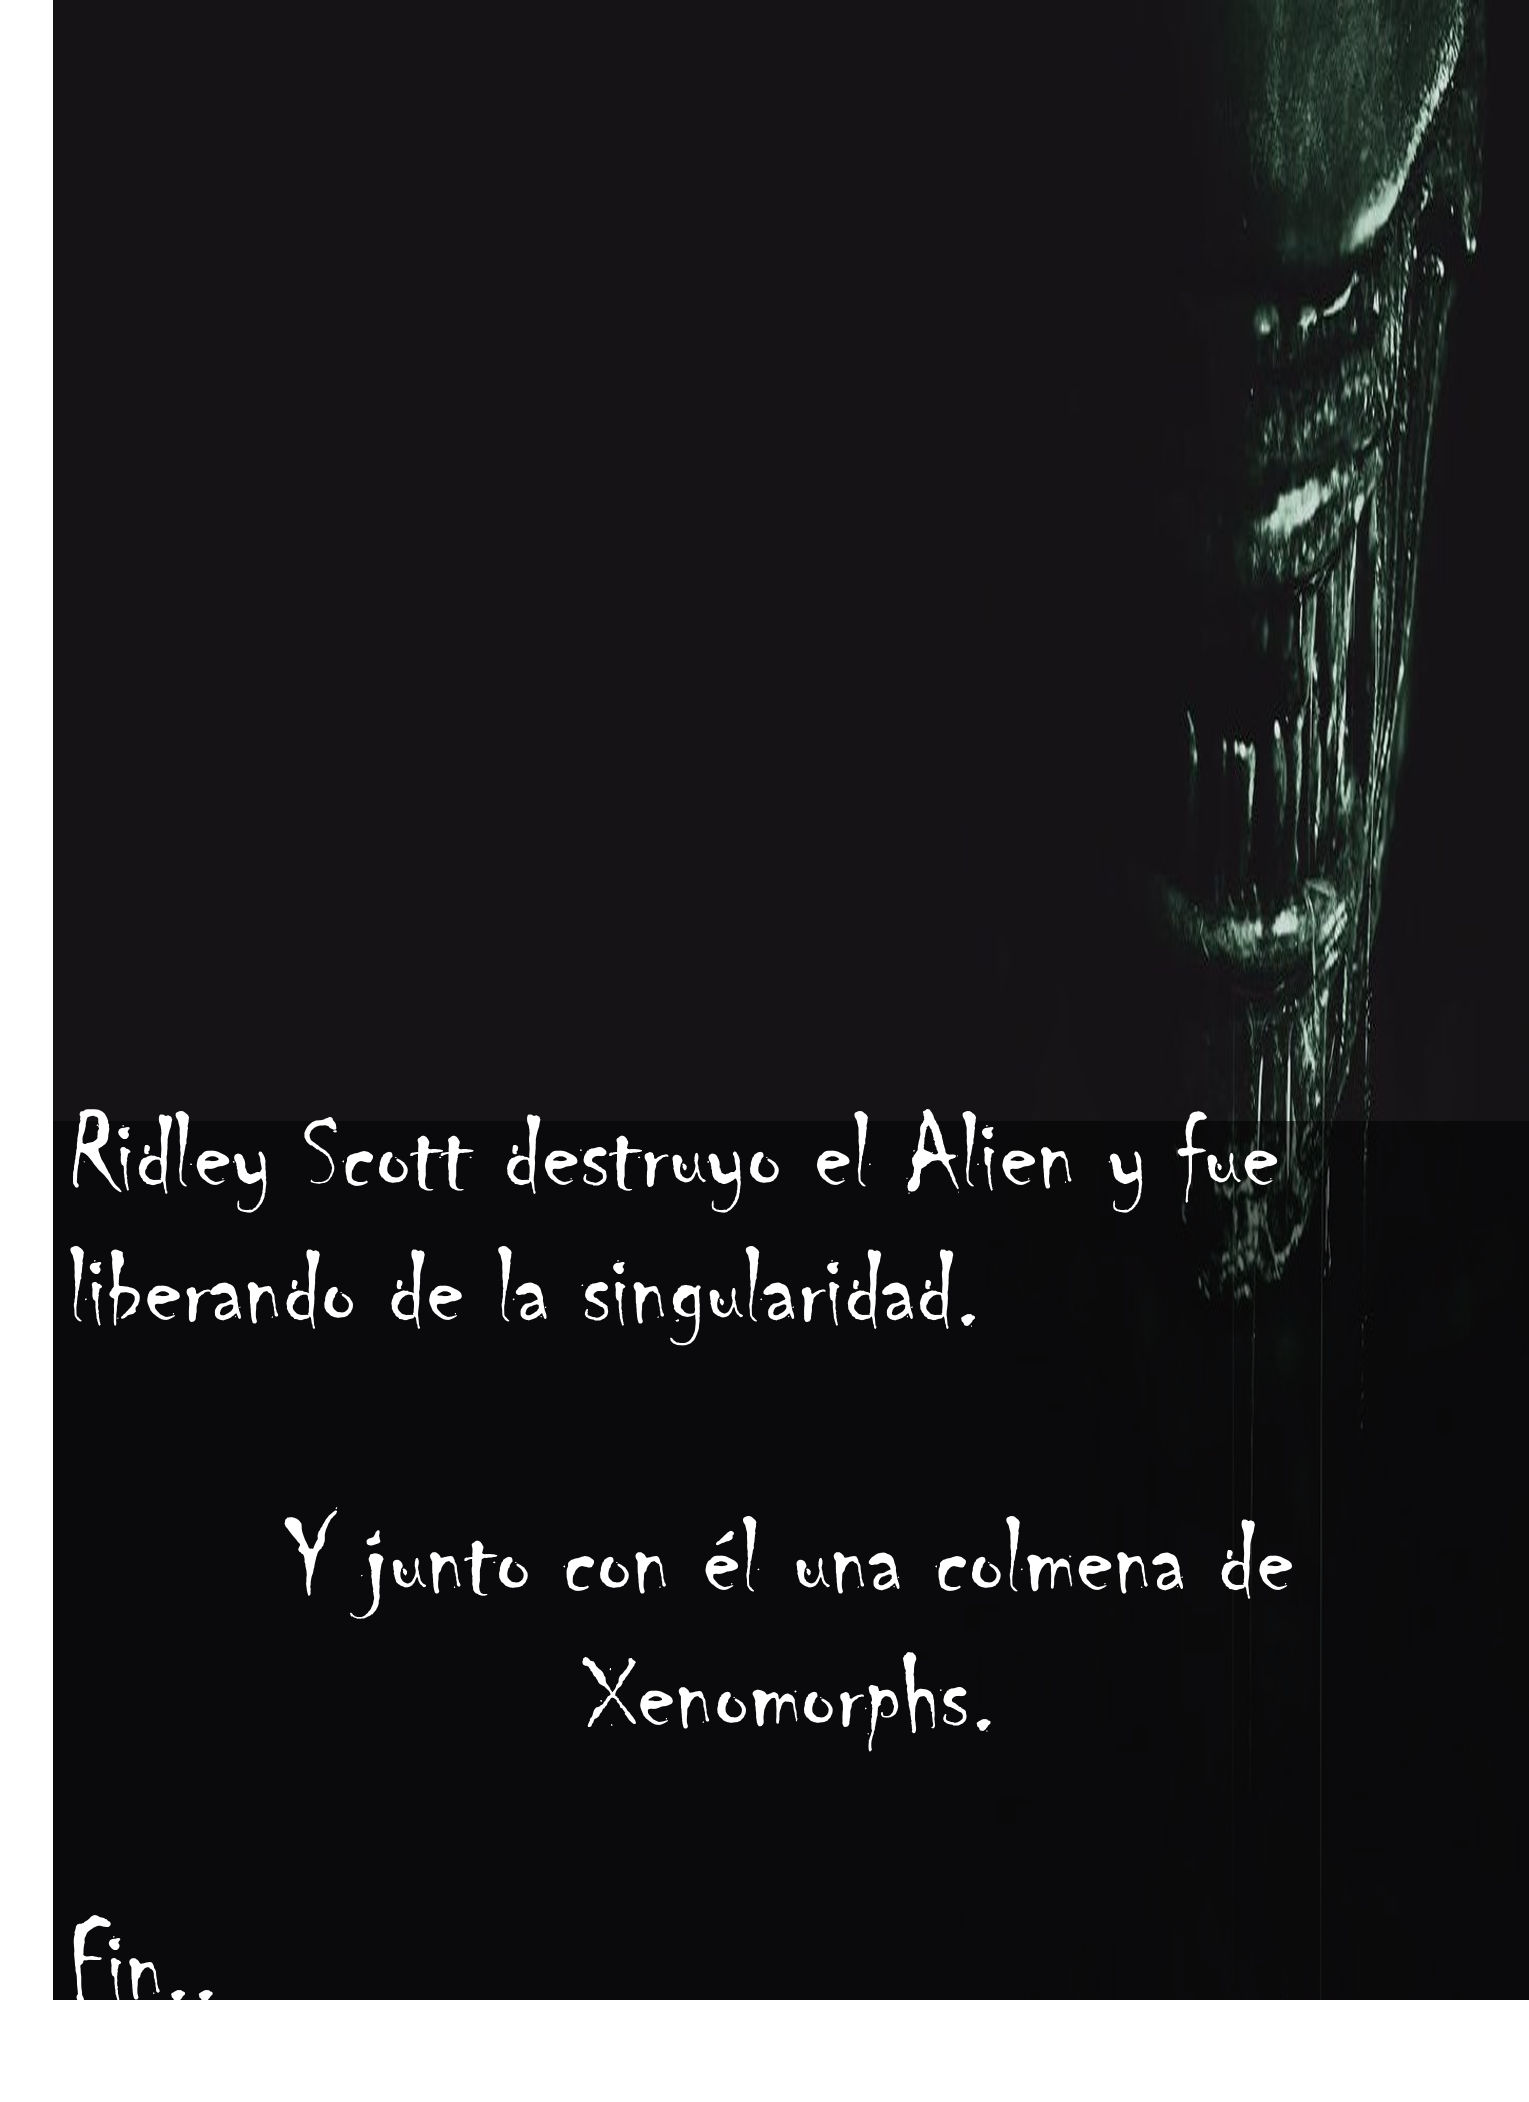 Ridley Scott destruyo el Alien y fue
liberando de la singularidad.
Y junto con él una colmena de
Xenomorphs.
Fin..